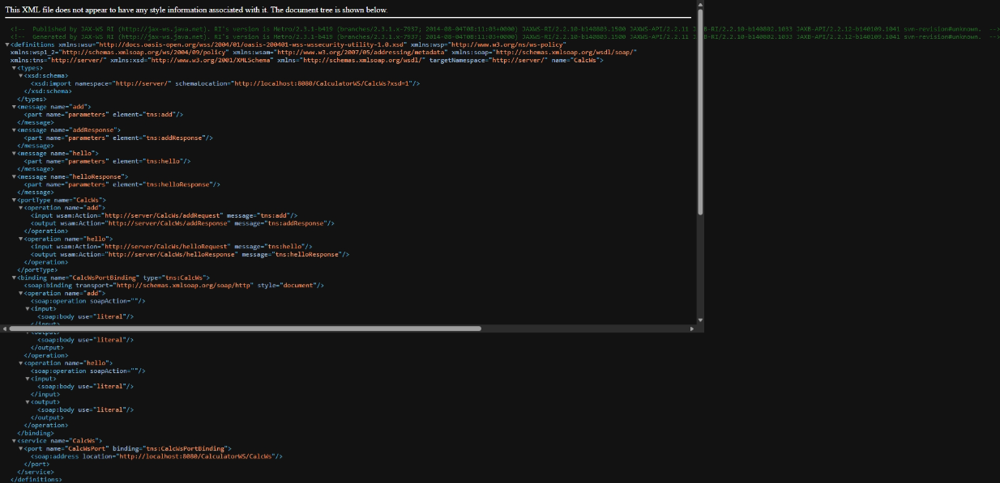 This XML file does not appear to have any style information associated with it. The document tree is shown below.
<!-- Published by JAX-WS RI (http://jax-ws.java.net). RI's version is Metro/2.3.1-b419 (branches/2.3.1.x-7937; 2014-08-04T08:11:03+0000) JAXWS-RI/2.2.10-b140803.1500 JAXWS-API/2.2.11 JAXB-RI/2.2.10-b140802.1033 JAXB-API/2.2.12-b140109.1041 svn-revision#unknown. -->
<!-- Generated by JAX-WS RI (http://jax-ws.java.net). RI's version is Metro/2.3.1-b419 (branches/2.3.1.x-7937; 2014-08-04T08:11:03+0000) JAXWS-RI/2.2.10-b140803.1500 JAXWS-API/2.2.11 JAXB-RI/2.2.10-b140802.1033 JAXB-API/2.2.12-b140109.1041 svn-revision#unknown. -->
<definitions xmlns:wsu="http://docs.oasis-open.org/wss/2004/01/oasis-200401-wss-wssecurity-utility-1.0.xsd" xmlns:wsp="http://www.w3.org/ns/ws-policy"
xmlns:wsp1_2="http://schemas.xmlsoap.org/ws/2004/09/policy" xmlns:wsam="http://www.w3.org/2007/05/addressing/metadata" xmlns:soap="http://schemas.xmlsoap.org/wsdl/soap/"
xmlns:tns="http://server/" xmlns:xsd="http://www.w3.org/2001/XMLSchema" xmlns="http://schemas.xmlsoap.org/wsdl/" targetNamespace="http://server/" name="CalcWs">
<types>
<xsd:schema>
<xsd:import namespace="http://server/" schemaLocation="http://localhost:8080/CalculatorWS/CalcWs?xsd=1"/>
</xsd:schema>
</types>
<message name="add">
<part name="parameters" element="tns:add"/>
</message>
<message name="addResponse">
<part name="parameters" element="tns:addResponse"/>
</message>
<message name="hello">
<part name="parameters" element="tns:hello"/>
</message>
<message name="helloResponse">
<part name="parameters" element="tns:helloResponse"/>
</message>
<portType name="CalcWs">
<operation name="add">
<input wsam:Action="http://server/CalcWs/addRequest" message="tns:add"/>
<output wsam:Action="http://server/CalcWs/addResponse" message="tns:addResponse"/>
</operation>
<operation name="hello">
<input wsam:Action="http://server/CalcWs/helloRequest" message="tns:hello"/>
<output wsam:Action="http://server/CalcWs/helloResponse" message="tns:helloResponse"/>
</operation>
</portType>
<binding name="CalcWsPortBinding" type="tns:CalcWs">
<soap:binding transport="http://schemas.xmlsoap.org/soap/http" style="document"/>
<operation name="add">
<soap:operation soapAction=""/>
<input>
<soap:body use="literal"/>
</input>
<output>
<soap:body use="literal"/>
</output>
</operation>
<operation name="hello">
<soap:operation soapAction=""/>
<input>
<soap:body use="literal"/>
</input>
<output>
<soap:body use="literal"/>
</output>
</operation>
</binding>
<service name="CalcWs">
<port name="CalcWsPort" binding="tns:CalcWsPortBinding">
<soap:address location="http://localhost:8080/CalculatorWS/CalcWs"/>
</port>
</service>
</definitions>